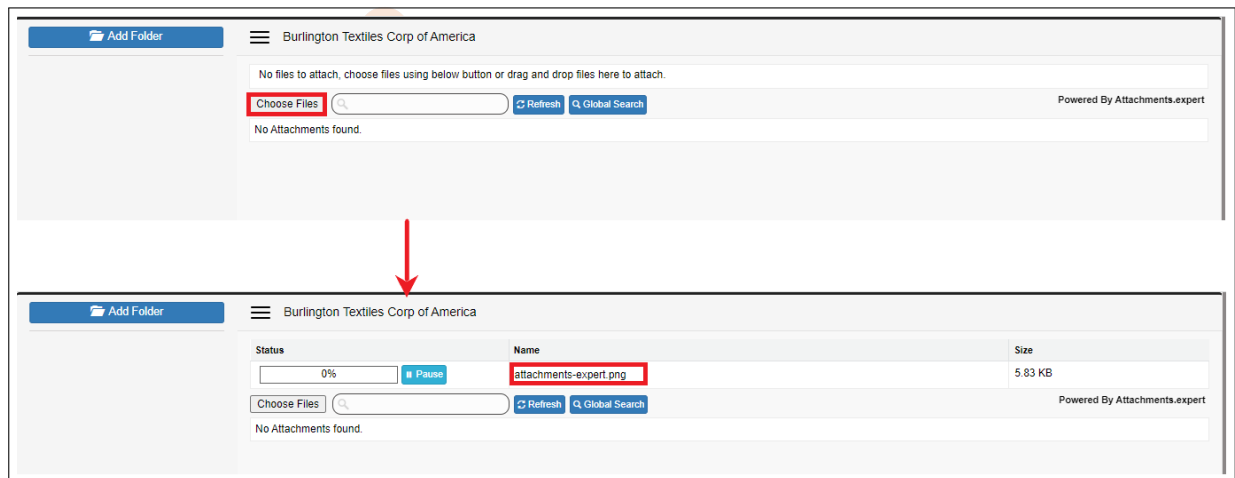 Add Folder
Burlington Textiles Corp of America
No files to attach, choose files using below button or drag and drop files here to attach.
Choose Files Refresh Global Search Powered By Attachments.expert
No Attachments found.
Add Folder
Burlington Textiles Corp of America
Status Name Size
0% Pause attachments-expert.png 5.83 KB
Choose Files Refresh Global Search Powered By Attachments.expert
No Attachments found.